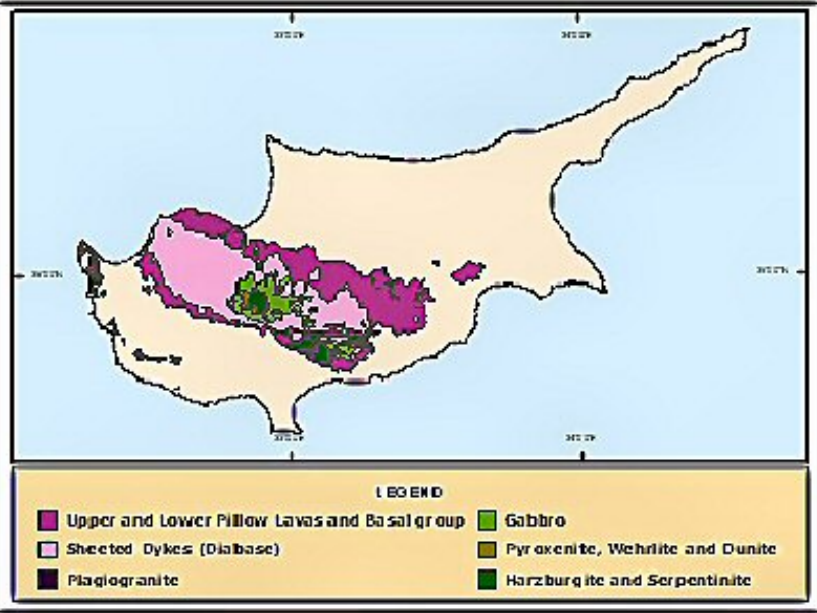 LEGEND
Upper and Lower Pillow Lavas and Basal group
Gabbro
Sheeted Dykes (Diabase)
Pyroxenite, Wehrlite and Dunite
Plagiogranite
Harzburgite and Serpentinite